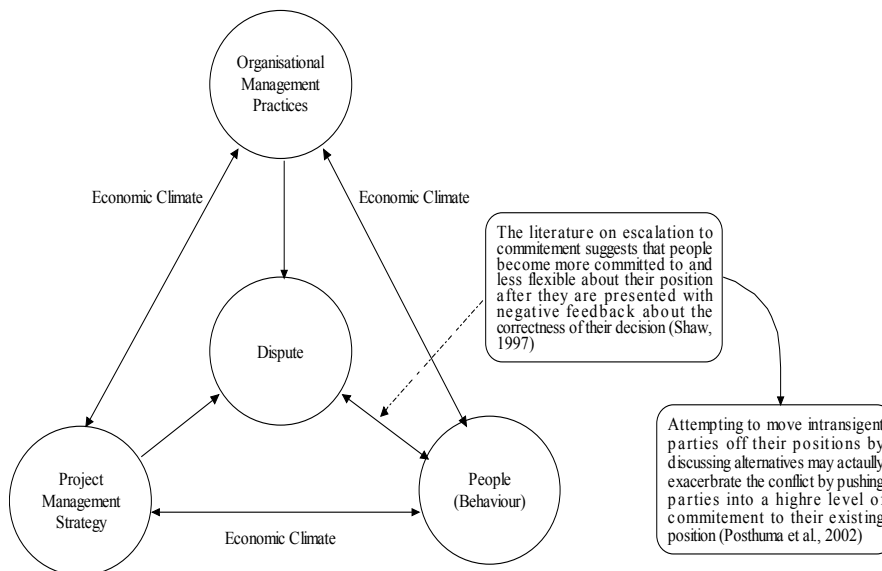 Organisational
Management
Practices
Economic Climate
Economic Climate
The literature on escalation to
commitement suggests that people
become more committed to and
less flexible about their position
after they are presented with
negative feedback about the
correctness of their decision (Shaw,
1997)
Dispute
Attempting to move intransigent
parties off their positions by
discussing alternatives may actaully
exacerbrate the conflict by pushing
parties into a highre level of
commitement to their existing
position (Posthuma et al., 2002)
Project
Management
Strategy
People
(Behaviour)
Economic Climate